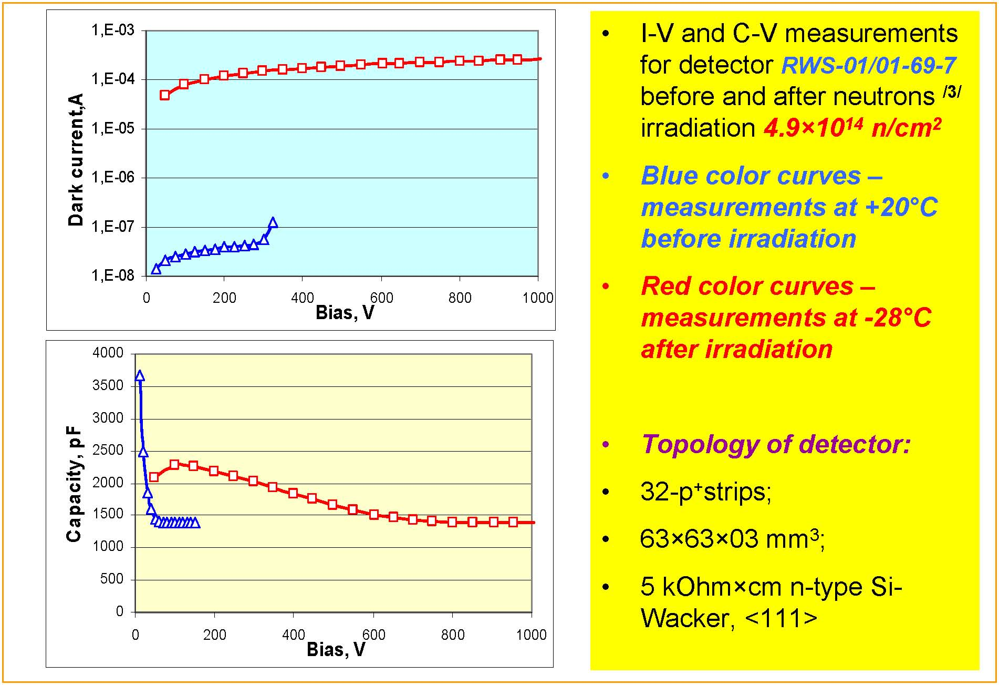 1,E-03
1,E-04
1,E-05
1,E-06
1,E-07
1,E-08
Dark current,A
0 200 400 600 800 1000
Bias, V
4000
3500
3000
2500
2000
1500
1000
500
0
Capacity, pF
0 200 400 600 800 1000
Bias, V
• I-V and C-V measurements
for detector RWS-01/01-69-7
before and after neutrons /3/
irradiation 4.9×10¹⁴ n/cm²
• Blue color curves –
measurements at +20°C
before irradiation
• Red color curves –
measurements at -28°C
after irradiation
• Topology of detector:
• 32-p⁺strips;
• 63×63×03 mm³;
• 5 kOhm×cm n-type Si-
Wacker, <111>